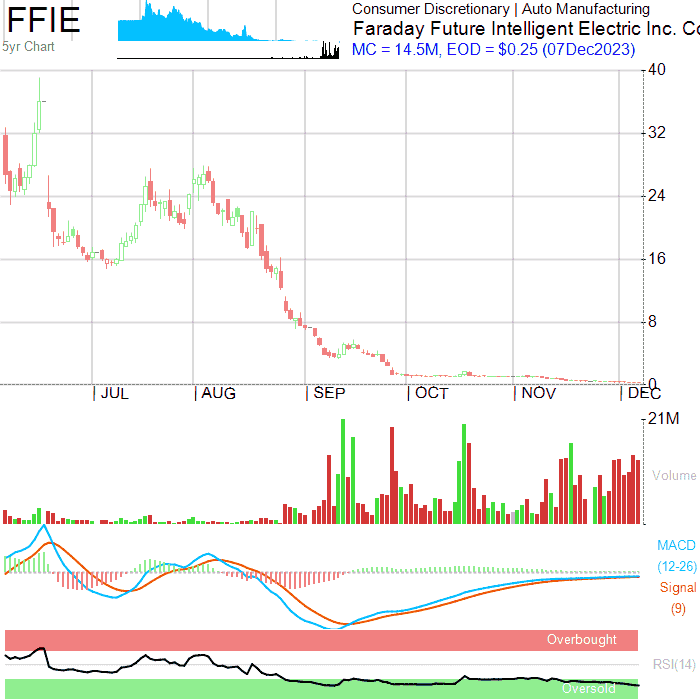 FFIE
5yr Chart
Consumer Discretionary | Auto Manufacturing
Faraday Future Intelligent Electric Inc. Co
MC = 14.5M, EOD = $0.25 (07Dec2023)
40
32
24
16
8
0
JUL AUG SEP OCT NOV DEC
21M
Volume
MACD
(12-26)
Signal
(9)
Overbought
RSI(14)
Oversold